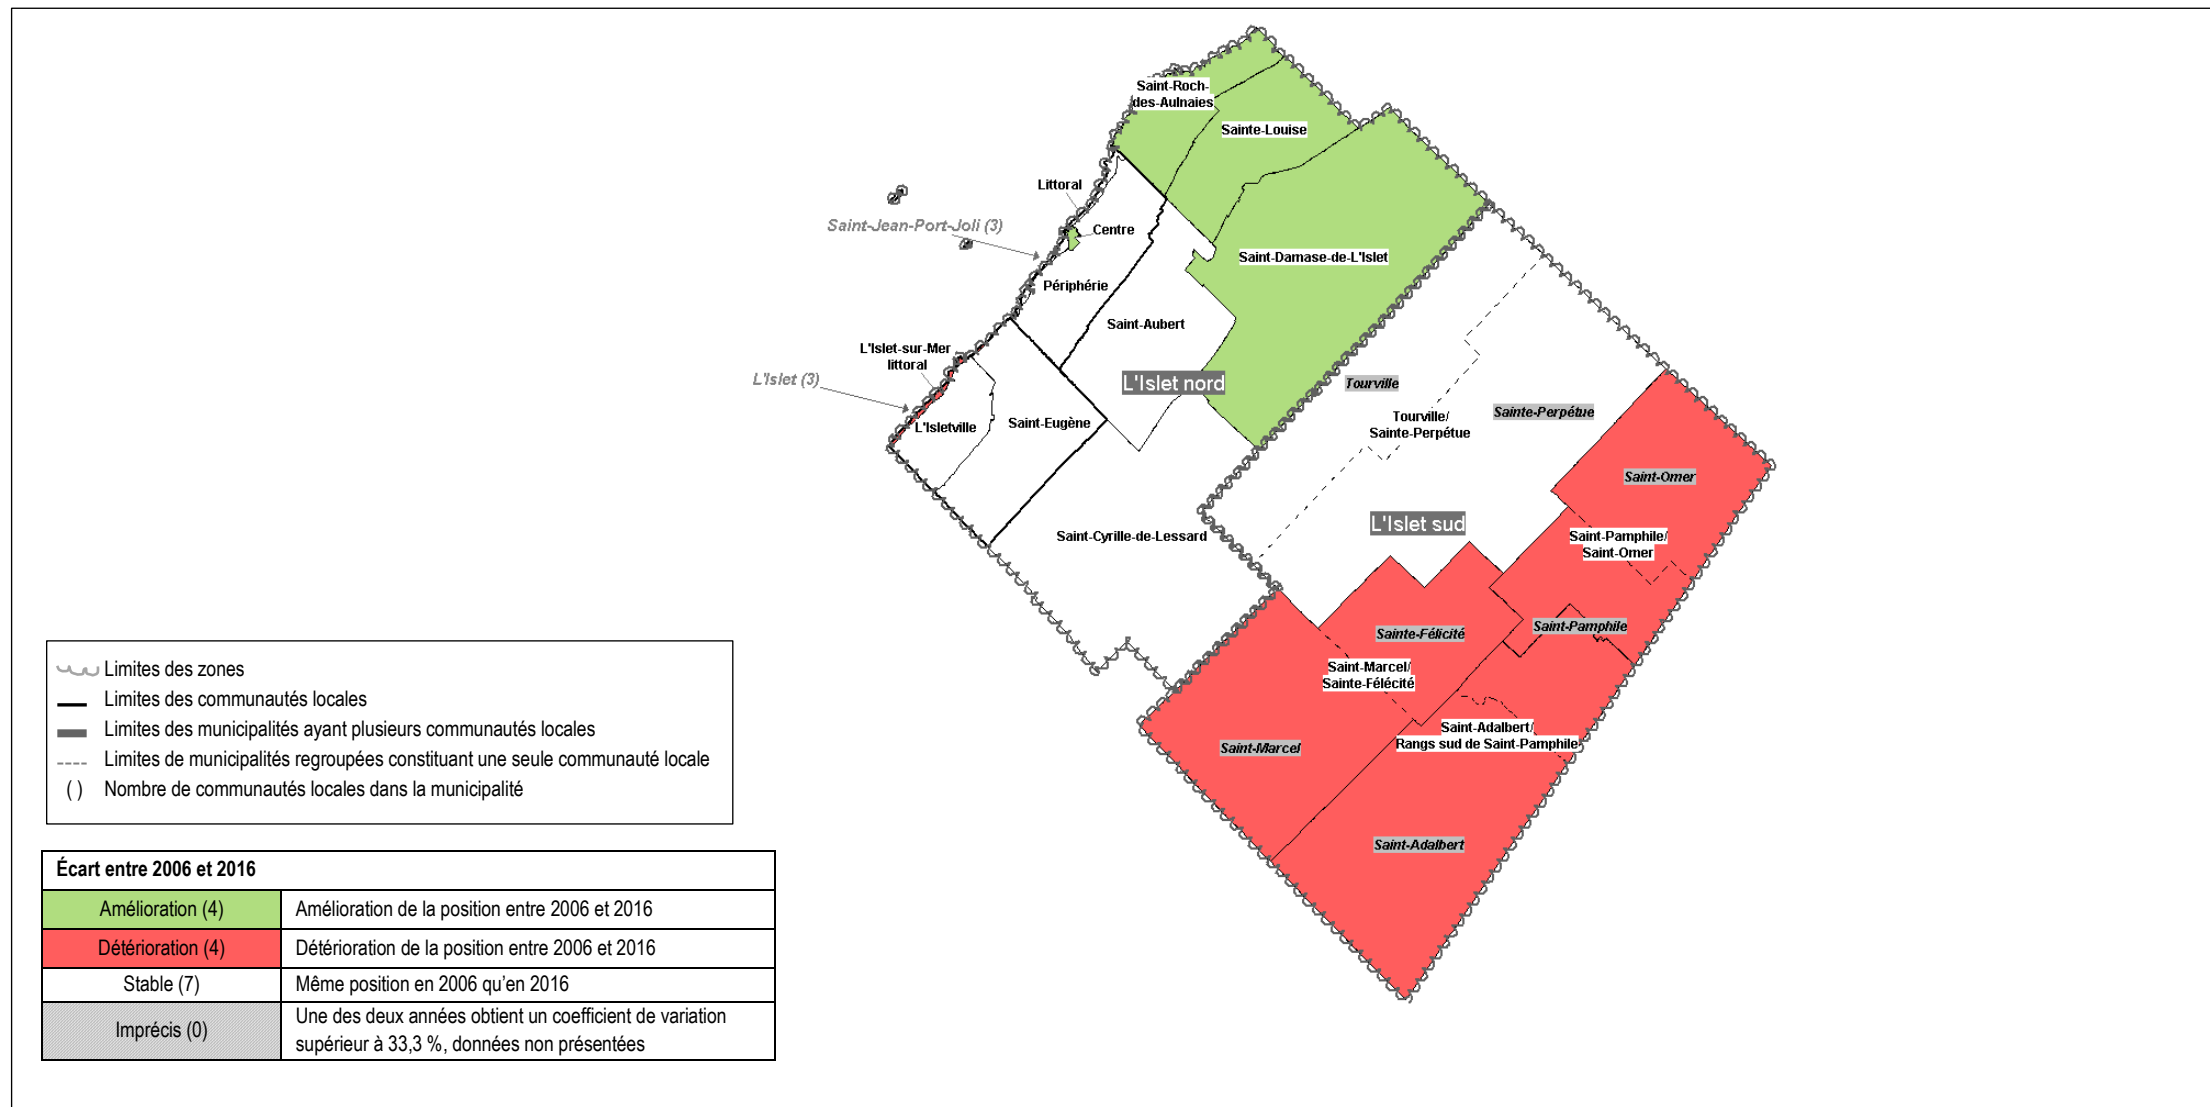 Saint-Roch-
des-Aulnaies
Sainte-Louise
Littoral
Saint-Jean-Port-Joli (3)
Centre
Saint-Damase-de-L'Islet
Périphérie
Saint-Aubert
L'Islet-sur-Mer
littoral
L'Islet (3)
L'Islet nord
Tourville
Sainte-Perpétue
Tourville/
Sainte-Perpétue
L'Isletville
Saint-Eugène
Saint-Omer
L'Islet sud
Saint-Cyrille-de-Lessard
Saint-Pamphile/
Saint-Omer
Sainte-Félicité
Saint-Pamphile
Saint-Marcel/
Sainte-Félécité
Saint-Marcel
Saint-Adalbert/
Rangs sud de Saint-Pamphile
Saint-Adalbert
Limites des zones
Limites des communautés locales
Limites des municipalités ayant plusieurs communautés locales
Limites de municipalités regroupées constituant une seule communauté locale
( ) Nombre de communautés locales dans la municipalité
Écart entre 2006 et 2016
Amélioration (4) Amélioration de la position entre 2006 et 2016
Détérioration (4) Détérioration de la position entre 2006 et 2016
Stable (7) Même position en 2006 qu'en 2016
Imprécis (0) Une des deux années obtient un coefficient de variation
supérieur à 33,3 %, données non présentées